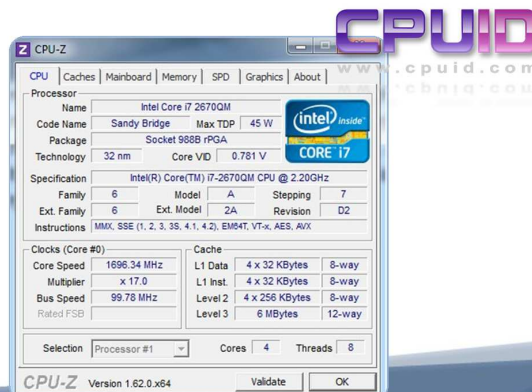 CPUID
www.cpuid.com
CPU-Z
CPU Caches Mainboard Memory SPD Graphics About
Processor
Name Intel Core i7 2670QM
Code Name Sandy Bridge Max TDP 45 W
Package Socket 988B rPGA
Technology 32 nm Core VID 0.781 V
intel inside
CORE i7
Specification Intel(R) Core(TM) i7-2670QM CPU @ 2.20GHz
Family 6 Model A Stepping 7
Ext. Family 6 Ext. Model 2A Revision D2
Instructions MMX, SSE (1, 2, 3, 3S, 4.1, 4.2), EM64T, VT-x, AES, AVX
Clocks (Core #0)
Core Speed 1696.34 MHz
Multiplier x 17.0
Bus Speed 99.78 MHz
Rated FSB
Cache
L1 Data 4 x 32 KBytes 8-way
L1 Inst. 4 x 32 KBytes 8-way
Level 2 4 x 256 KBytes 8-way
Level 3 6 MBytes 12-way
Selection Processor #1 Cores 4 Threads 8
CPU-Z Version 1.62.0.x64 Validate OK